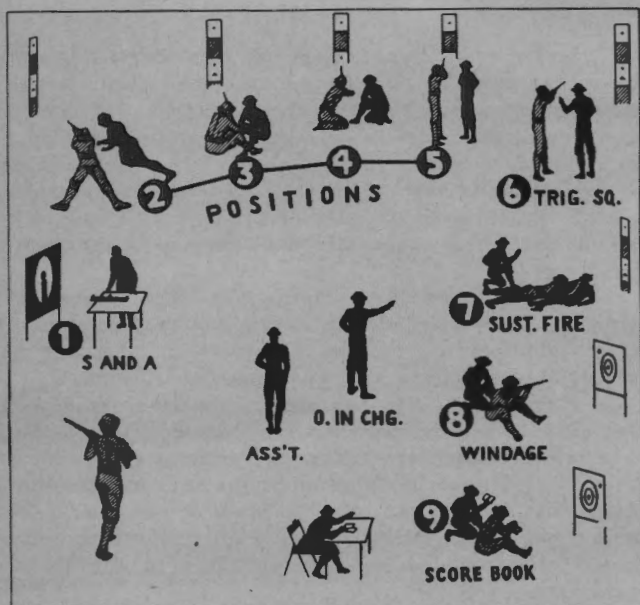 2
3
4
5
POSITIONS
6 TRIG. SQ.
1
S AND A
7
SUST. FIRE
O. IN CHG.
ASS'T.
8
WINDAGE
9
SCORE BOOK